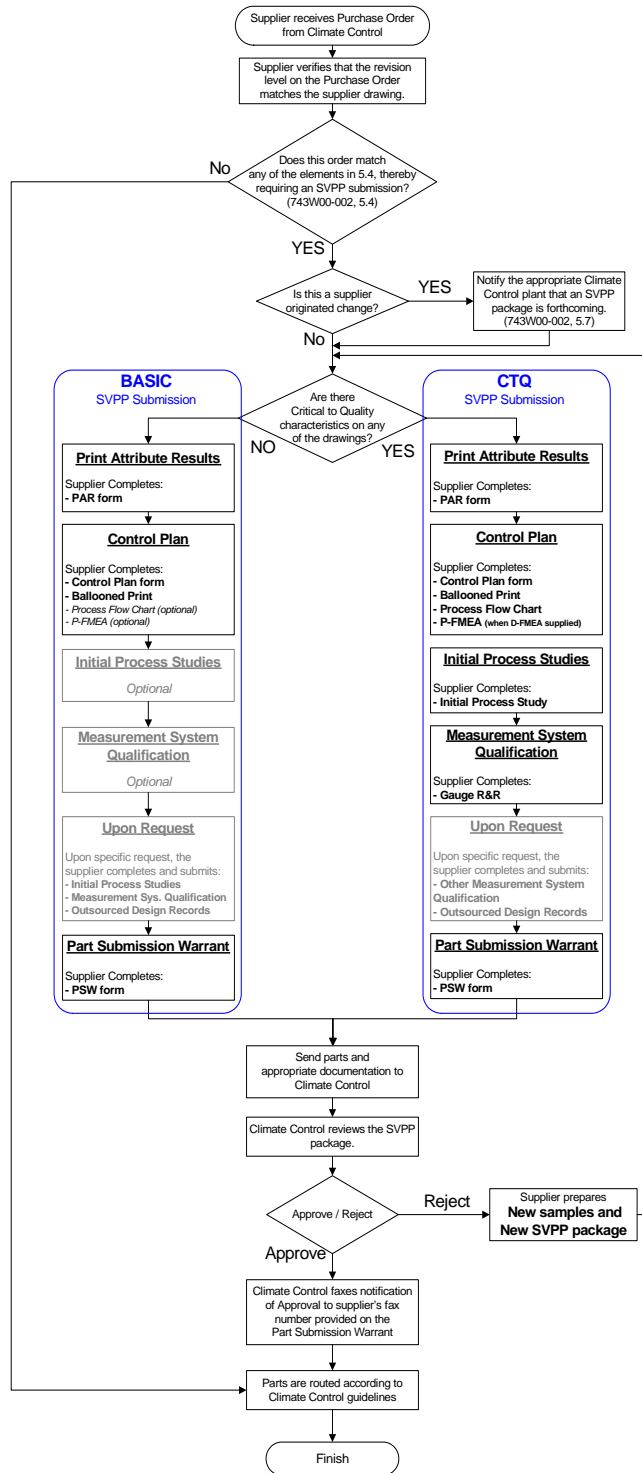 Supplier receives Purchase Order
from Climate Control
Supplier verifies that the revision
level on the Purchase Order
matches the supplier drawing.
No
Does this order match
any of the elements in 5.4, thereby
requiring an SVPP submission?
(743W00-002, 5.4)
YES
Is this a supplier
originated change?
YES
Notify the appropriate Climate
Control plant that an SVPP
package is forthcoming.
(743W00-002, 5.7)
No
BASIC
SVPP Submission
Are there
Critical to Quality
characteristics on any
of the drawings?
NO
YES
CTQ
SVPP Submission
Print Attribute Results
Supplier Completes:
- PAR form
Control Plan
Supplier Completes:
- Control Plan form
- Ballooned Print
- Process Flow Chart (optional)
- P-FMEA (optional)
Initial Process Studies
Optional
Measurement System
Qualification
Optional
Upon Request
Upon specific request, the
supplier completes and submits:
- Initial Process Studies
- Measurement Sys. Qualification
- Outsourced Design Records
Part Submission Warrant
Supplier Completes:
- PSW form
Print Attribute Results
Supplier Completes:
- PAR form
Control Plan
Supplier Completes:
- Control Plan form
- Ballooned Print
- Process Flow Chart
- P-FMEA (when D-FMEA supplied)
Initial Process Studies
Supplier Completes:
- Initial Process Study
Measurement System
Qualification
Supplier Completes:
- Gauge R&R
Upon Request
Upon specific request, the
supplier completes and submits:
- Other Measurement System
Qualification
- Outsourced Design Records
Part Submission Warrant
Supplier Completes:
- PSW form
Send parts and
appropriate documentation to
Climate Control
Climate Control reviews the SVPP
package.
Approve / Reject
Reject
Supplier prepares
New samples and
New SVPP package
Approve
Climate Control faxes notification
of Approval to supplier's fax
number provided on the
Part Submission Warrant
Parts are routed according to
Climate Control guidelines
Finish